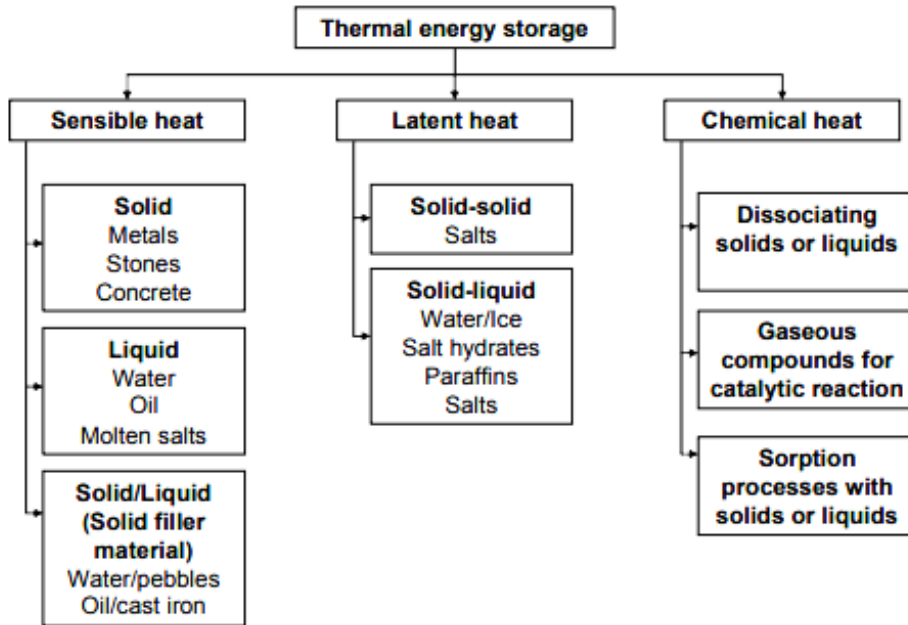 Thermal energy storage
Sensible heat
Solid
Metals
Stones
Concrete
Liquid
Water
Oil
Molten salts
Solid/Liquid
(Solid filler
material)
Water/pebbles
Oil/cast iron
Latent heat
Solid-solid
Salts
Solid-liquid
Water/Ice
Salt hydrates
Paraffins
Salts
Chemical heat
Dissociating
solids or liquids
Gaseous
compounds for
catalytic reaction
Sorption
processes with
solids or liquids